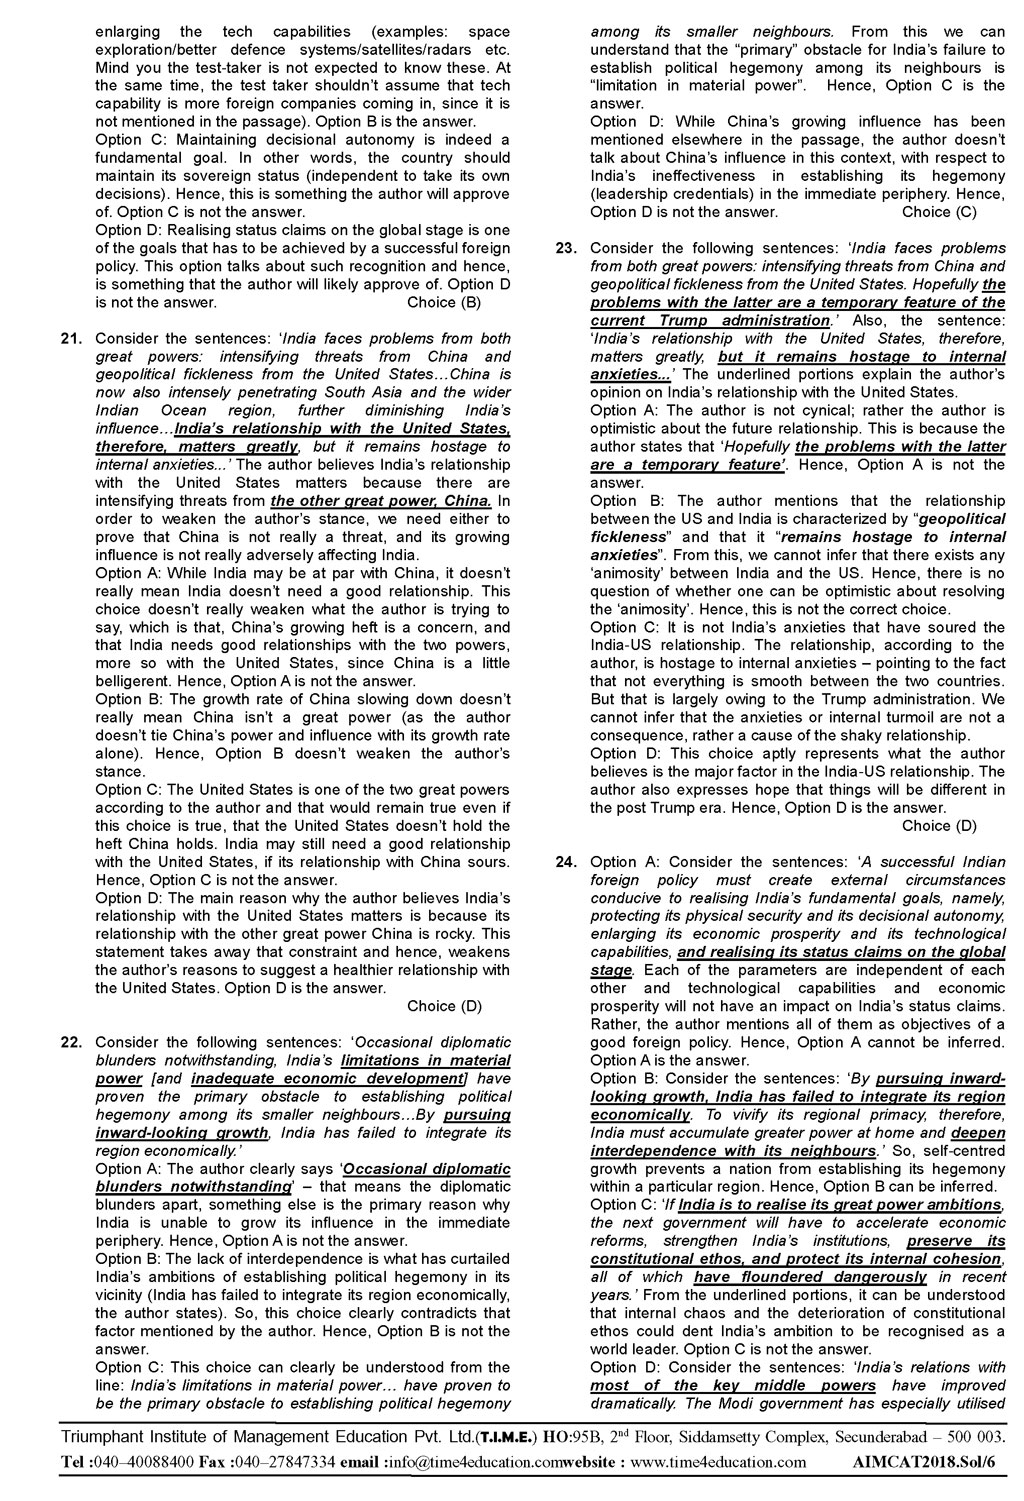 enlarging the tech capabilities (examples: space
exploration/better defence systems/satellites/radars etc.
Mind you the test-taker is not expected to know these. At
the same time, the test taker shouldn't assume that tech
capability is more foreign companies coming in, since it is
not mentioned in the passage). Option B is the answer.
Option C: Maintaining decisional autonomy is indeed a
fundamental goal. In other words, the country should
maintain its sovereign status (independent to take its own
decisions). Hence, this is something the author will approve
of. Option C is not the answer.
Option D: Realising status claims on the global stage is one
of the goals that has to be achieved by a successful foreign
policy. This option talks about such recognition and hence,
is something that the author will likely approve of. Option D
is not the answer. Choice (B)
21. Consider the sentences: 'India faces problems from both
great powers: intensifying threats from China and
geopolitical fickleness from the United States…China is
now also intensely penetrating South Asia and the wider
Indian Ocean region, further diminishing India's
influence…India's relationship with the United States,
therefore, matters greatly, but it remains hostage to
internal anxieties...' The author believes India's relationship
with the United States matters because there are
intensifying threats from the other great power, China. In
order to weaken the author's stance, we need either to
prove that China is not really a threat, and its growing
influence is not really adversely affecting India.
Option A: While India may be at par with China, it doesn't
really mean India doesn't need a good relationship. This
choice doesn't really weaken what the author is trying to
say, which is that, China's growing heft is a concern, and
that India needs good relationships with the two powers,
more so with the United States, since China is a little
belligerent. Hence, Option A is not the answer.
Option B: The growth rate of China slowing down doesn't
really mean China isn't a great power (as the author
doesn't tie China's power and influence with its growth rate
alone). Hence, Option B doesn't weaken the author's
stance.
Option C: The United States is one of the two great powers
according to the author and that would remain true even if
this choice is true, that the United States doesn't hold the
heft China holds. India may still need a good relationship
with the United States, if its relationship with China sours.
Hence, Option C is not the answer.
Option D: The main reason why the author believes India's
relationship with the United States matters is because its
relationship with the other great power China is rocky. This
statement takes away that constraint and hence, weakens
the author's reasons to suggest a healthier relationship with
the United States. Option D is the answer.
Choice (D)
22. Consider the following sentences: 'Occasional diplomatic
blunders notwithstanding, India's limitations in material
power [and inadequate economic development] have
proven the primary obstacle to establishing political
hegemony among its smaller neighbours…By pursuing
inward-looking growth, India has failed to integrate its
region economically.'
Option A: The author clearly says 'Occasional diplomatic
blunders notwithstanding' – that means the diplomatic
blunders apart, something else is the primary reason why
India is unable to grow its influence in the immediate
periphery. Hence, Option A is not the answer.
Option B: The lack of interdependence is what has curtailed
India's ambitions of establishing political hegemony in its
vicinity (India has failed to integrate its region economically,
the author states). So, this choice clearly contradicts that
factor mentioned by the author. Hence, Option B is not the
answer.
Option C: This choice can clearly be understood from the
line: India's limitations in material power… have proven to
be the primary obstacle to establishing political hegemony
among its smaller neighbours. From this we can
understand that the "primary" obstacle for India's failure to
establish political hegemony among its neighbours is
"limitation in material power". Hence, Option C is the
answer.
Option D: While China's growing influence has been
mentioned elsewhere in the passage, the author doesn't
talk about China's influence in this context, with respect to
India's ineffectiveness in establishing its hegemony
(leadership credentials) in the immediate periphery. Hence,
Option D is not the answer. Choice (C)
23. Consider the following sentences: 'India faces problems
from both great powers: intensifying threats from China and
geopolitical fickleness from the United States. Hopefully the
problems with the latter are a temporary feature of the
current Trump administration.' Also, the sentence:
'India's relationship with the United States, therefore,
matters greatly, but it remains hostage to internal
anxieties...' The underlined portions explain the author's
opinion on India's relationship with the United States.
Option A: The author is not cynical; rather the author is
optimistic about the future relationship. This is because the
author states that 'Hopefully the problems with the latter
are a temporary feature'. Hence, Option A is not the
answer.
Option B: The author mentions that the relationship
between the US and India is characterized by "geopolitical
fickleness" and that it "remains hostage to internal
anxieties". From this, we cannot infer that there exists any
'animosity' between India and the US. Hence, there is no
question of whether one can be optimistic about resolving
the 'animosity'. Hence, this is not the correct choice.
Option C: It is not India's anxieties that have soured the
India-US relationship. The relationship, according to the
author, is hostage to internal anxieties – pointing to the fact
that not everything is smooth between the two countries.
But that is largely owing to the Trump administration. We
cannot infer that the anxieties or internal turmoil are not a
consequence, rather a cause of the shaky relationship.
Option D: This choice aptly represents what the author
believes is the major factor in the India-US relationship. The
author also expresses hope that things will be different in
the post Trump era. Hence, Option D is the answer.
Choice (D)
24. Option A: Consider the sentences: 'A successful Indian
foreign policy must create external circumstances
conducive to realising India's fundamental goals, namely,
protecting its physical security and its decisional autonomy,
enlarging its economic prosperity and its technological
capabilities, and realising its status claims on the global
stage. Each of the parameters are independent of each
other and technological capabilities and economic
prosperity will not have an impact on India's status claims.
Rather, the author mentions all of them as objectives of a
good foreign policy. Hence, Option A cannot be inferred.
Option A is the answer.
Option B: Consider the sentences: 'By pursuing inward-
looking growth, India has failed to integrate its region
economically. To vivify its regional primacy, therefore,
India must accumulate greater power at home and deepen
interdependence with its neighbours.' So, self-centred
growth prevents a nation from establishing its hegemony
within a particular region. Hence, Option B can be inferred.
Option C: 'If India is to realise its great power ambitions,
the next government will have to accelerate economic
reforms, strengthen India's institutions, preserve its
constitutional ethos, and protect its internal cohesion,
all of which have floundered dangerously in recent
years.' From the underlined portions, it can be understood
that internal chaos and the deterioration of constitutional
ethos could dent India's ambition to be recognised as a
world leader. Option C is not the answer.
Option D: Consider the sentences: 'India's relations with
most of the key middle powers have improved
dramatically. The Modi government has especially utilised
Triumphant Institute of Management Education Pvt. Ltd.(T.I.M.E.) HO:95B, 2nd Floor, Siddamsetty Complex, Secunderabad – 500 003.
Tel :040–40088400 Fax :040–27847334 email :info@time4education.comwebsite : www.time4education.com AIMCAT2018.Sol/6